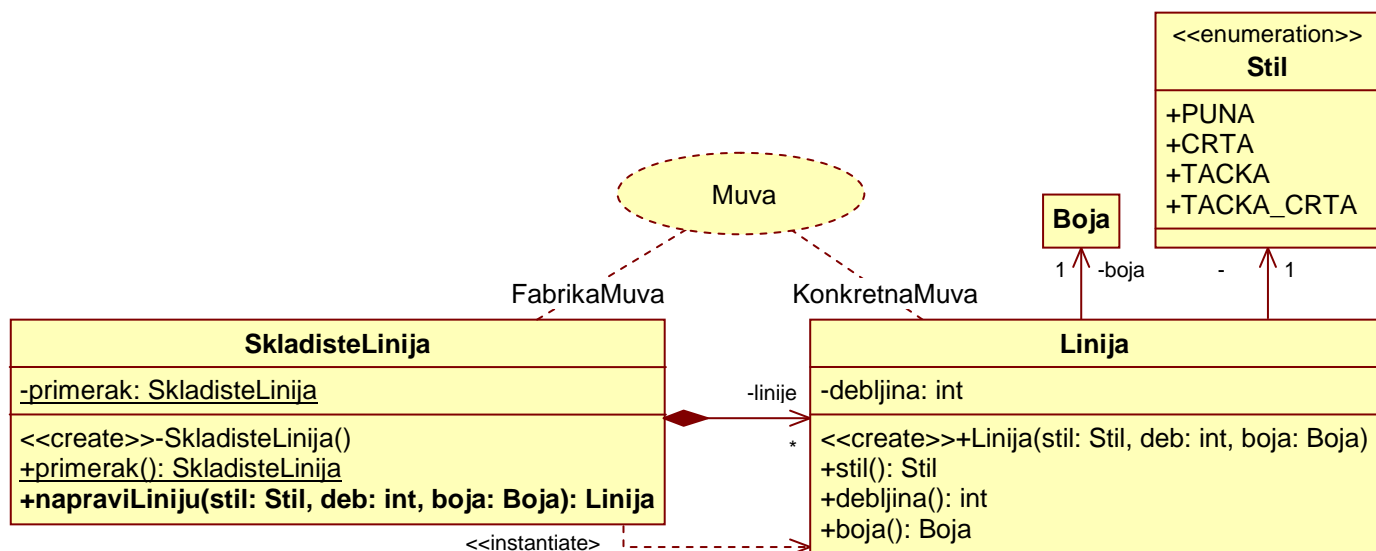 <<enumeration>>
Stil
+PUNA
+CRTA
+TACKA
+TACKA_CRTA
Muva
Boja
1
-boja
-
1
FabrikaMuva
KonkretnaMuva
SkladisteLinija
-primerak: SkladisteLinija
<<create>>-SkladisteLinija()
+primerak(): SkladisteLinija
+napraviLiniju(stil: Stil, deb: int, boja: Boja): Linija
-linije
*
<<instantiate>
Linija
-debljina: int
<<create>>+Linija(stil: Stil, deb: int, boja: Boja)
+stil(): Stil
+debljina(): int
+boja(): Boja